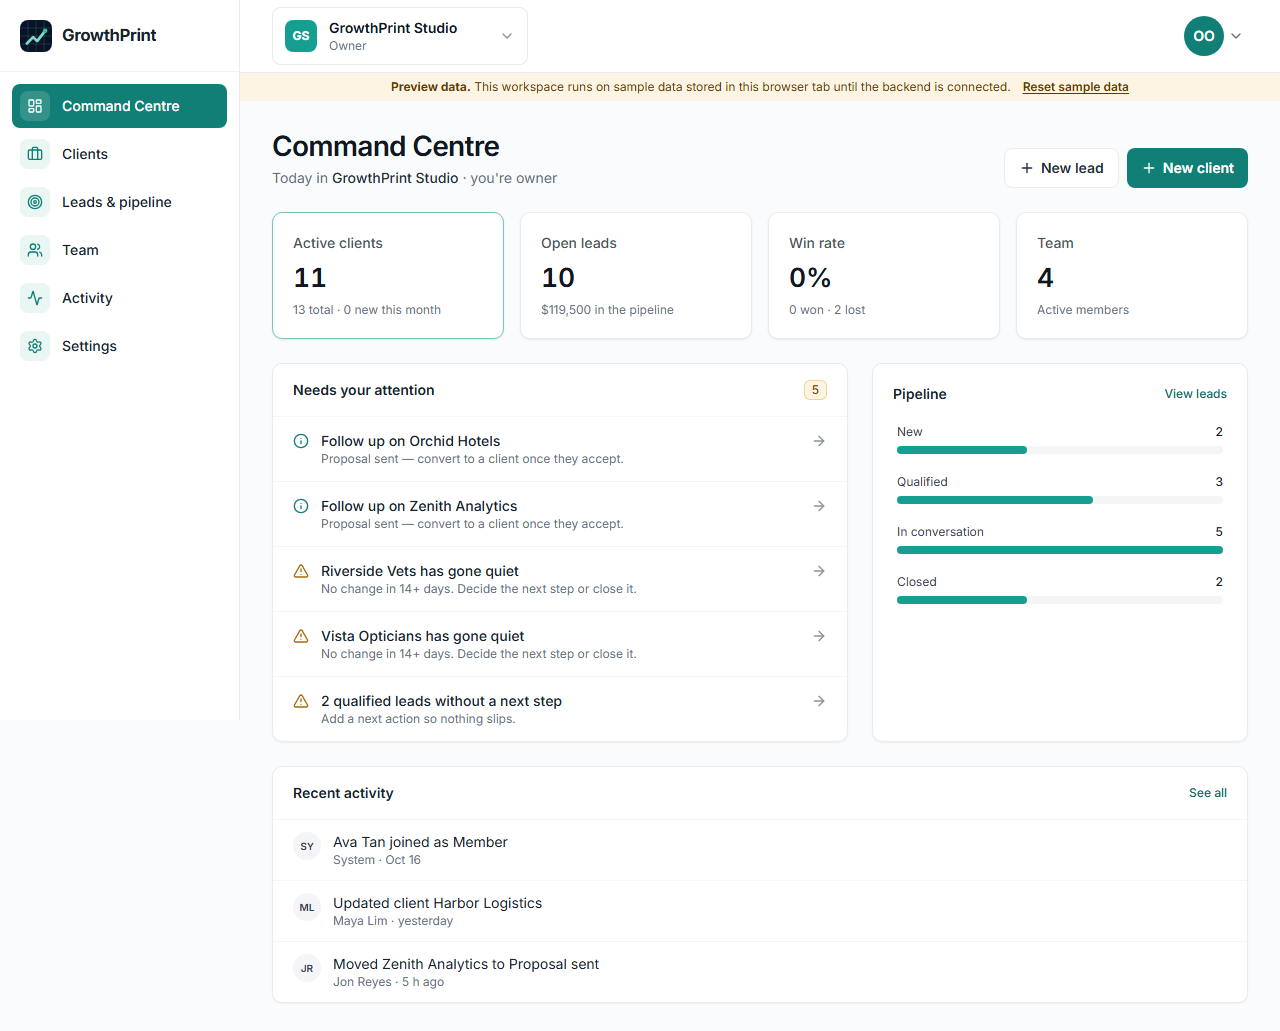 GrowthPrint
GS
GrowthPrint Studio
Owner
OO
Preview data. This workspace runs on sample data stored in this browser tab until the backend is connected. Reset sample data
Command Centre
Clients
Leads & pipeline
Team
Activity
Settings
Command Centre
Today in GrowthPrint Studio · you're owner
New lead
New client
Active clients
11
13 total · 0 new this month
Open leads
10
$119,500 in the pipeline
Win rate
0%
0 won · 2 lost
Team
4
Active members
Needs your attention
5
Follow up on Orchid Hotels
Proposal sent — convert to a client once they accept.
Follow up on Zenith Analytics
Proposal sent — convert to a client once they accept.
Riverside Vets has gone quiet
No change in 14+ days. Decide the next step or close it.
Vista Opticians has gone quiet
No change in 14+ days. Decide the next step or close it.
2 qualified leads without a next step
Add a next action so nothing slips.
Pipeline
View leads
New 2
Qualified 3
In conversation 5
Closed 2
Recent activity
See all
SY
Ava Tan joined as Member
System · Oct 16
ML
Updated client Harbor Logistics
Maya Lim · yesterday
JR
Moved Zenith Analytics to Proposal sent
Jon Reyes · 5 h ago